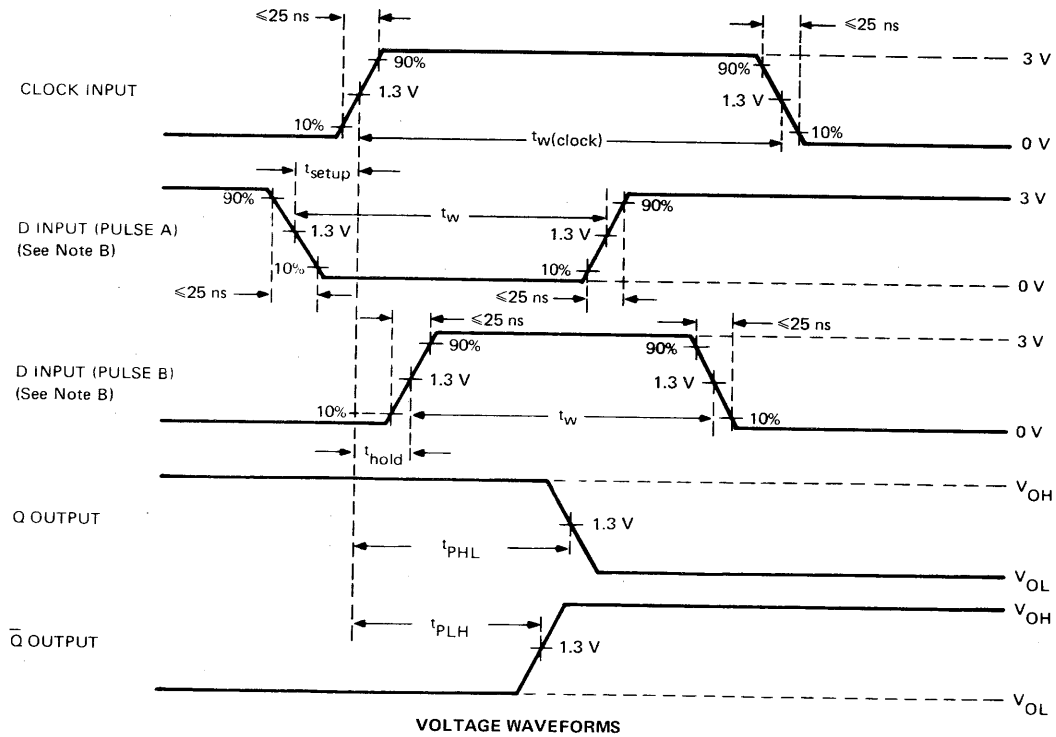 ≤25 ns
≤25 ns
90%
90%
3 V
CLOCK INPUT
1.3 V
1.3 V
10%
tw(clock)
10%
0 V
tsetup
90%
tw
90%
3 V
D INPUT (PULSE A)
(See Note B)
1.3 V
1.3 V
10%
10%
0 V
≤25 ns
≤25 ns
≤25 ns
≤25 ns
90%
90%
3 V
D INPUT (PULSE B)
(See Note B)
1.3 V
1.3 V
10%
tw
10%
0 V
thold
VOH
Q OUTPUT
1.3 V
tPHL
VOL
VOH
tPLH
Q̅ OUTPUT
1.3 V
VOL
VOLTAGE WAVEFORMS